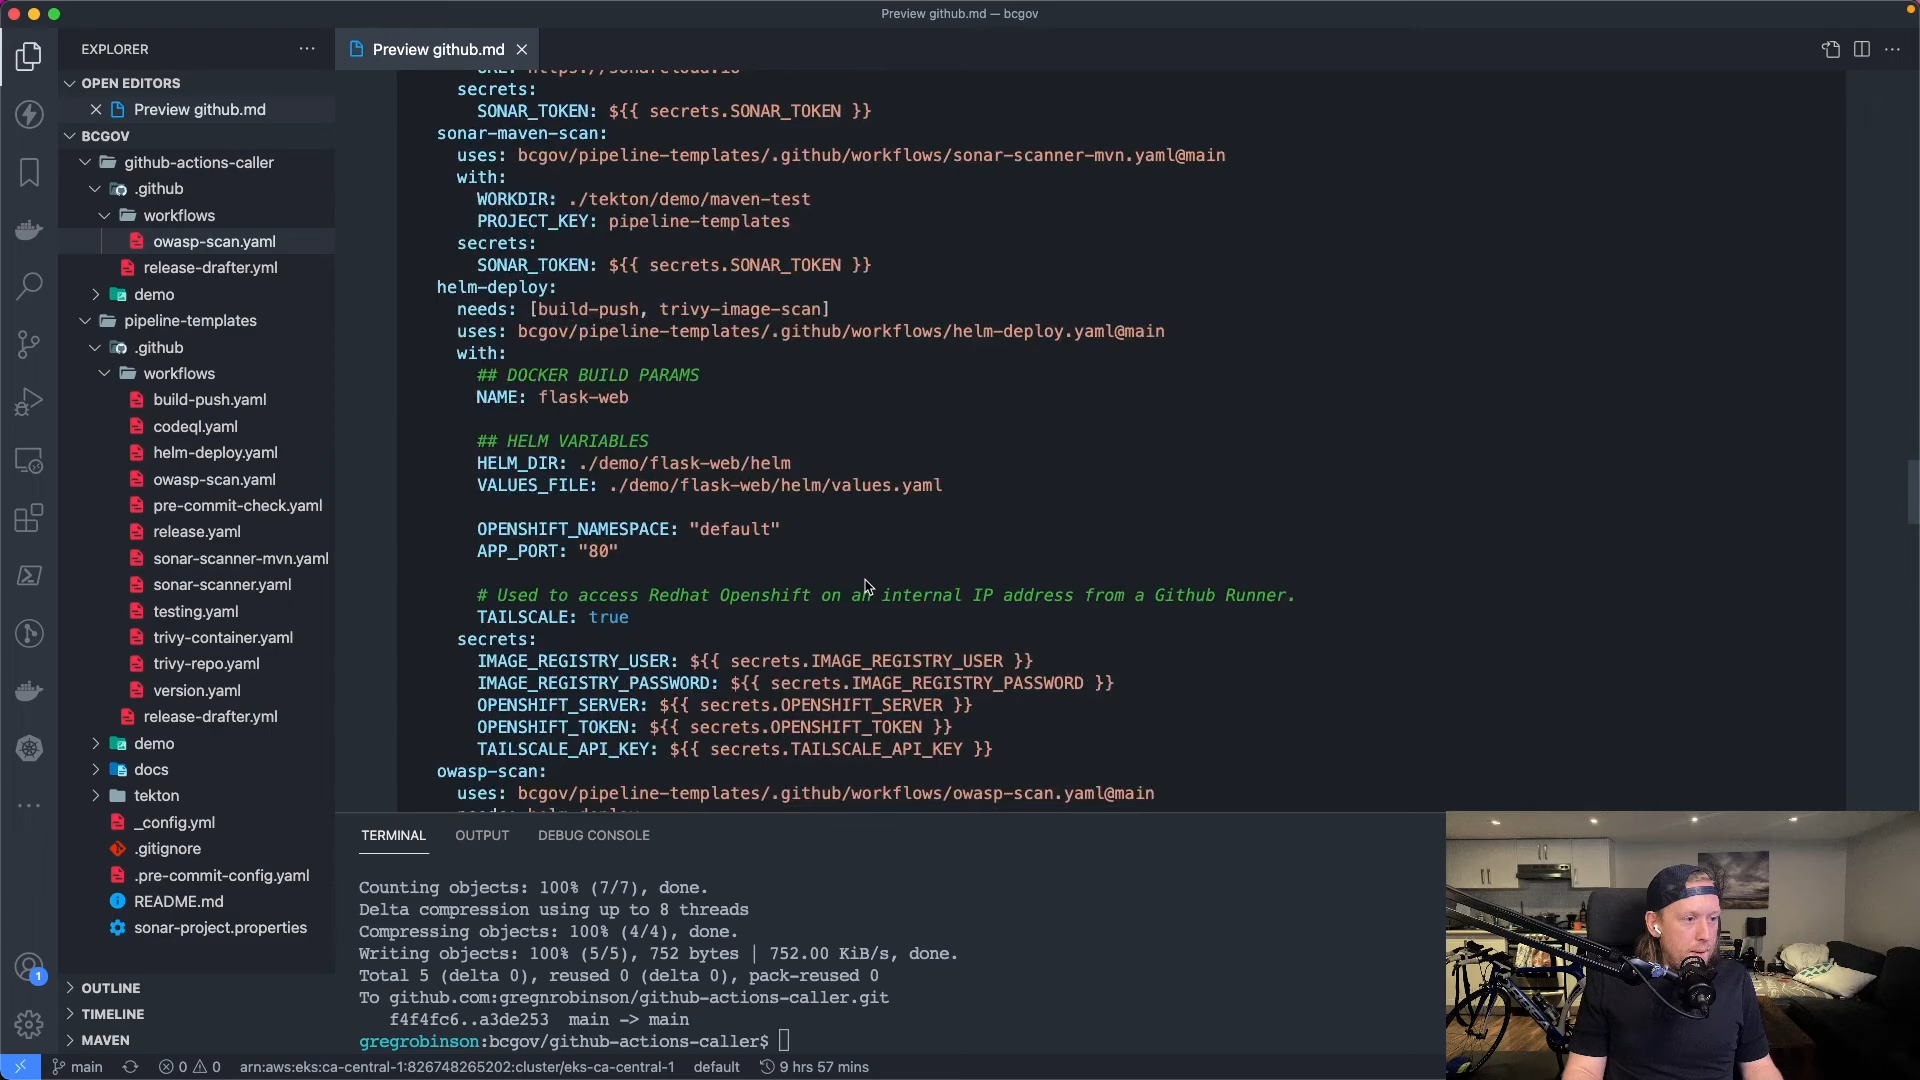 Preview github.md — bcgov
EXPLORER
Preview github.md
OPEN EDITORS
Preview github.md
BCGOV
github-actions-caller
.github
workflows
owasp-scan.yaml
release-drafter.yml
demo
pipeline-templates
.github
workflows
build-push.yaml
codeql.yaml
helm-deploy.yaml
owasp-scan.yaml
pre-commit-check.yaml
release.yaml
sonar-scanner-mvn.yaml
sonar-scanner.yaml
testing.yaml
trivy-container.yaml
trivy-repo.yaml
version.yaml
release-drafter.yml
demo
docs
tekton
_config.yml
.gitignore
.pre-commit-config.yaml
README.md
sonar-project.properties
OUTLINE
TIMELINE
MAVEN
secrets:
SONAR_TOKEN: ${{ secrets.SONAR_TOKEN }}
sonar-maven-scan:
uses: bcgov/pipeline-templates/.github/workflows/sonar-scanner-mvn.yaml@main
with:
WORKDIR: ./tekton/demo/maven-test
PROJECT_KEY: pipeline-templates
secrets:
SONAR_TOKEN: ${{ secrets.SONAR_TOKEN }}
helm-deploy:
needs: [build-push, trivy-image-scan]
uses: bcgov/pipeline-templates/.github/workflows/helm-deploy.yaml@main
with:
## DOCKER BUILD PARAMS
NAME: flask-web
## HELM VARIABLES
HELM_DIR: ./demo/flask-web/helm
VALUES_FILE: ./demo/flask-web/helm/values.yaml
OPENSHIFT_NAMESPACE: "default"
APP_PORT: "80"
# Used to access Redhat Openshift on an internal IP address from a Github Runner.
TAILSCALE: true
secrets:
IMAGE_REGISTRY_USER: ${{ secrets.IMAGE_REGISTRY_USER }}
IMAGE_REGISTRY_PASSWORD: ${{ secrets.IMAGE_REGISTRY_PASSWORD }}
OPENSHIFT_SERVER: ${{ secrets.OPENSHIFT_SERVER }}
OPENSHIFT_TOKEN: ${{ secrets.OPENSHIFT_TOKEN }}
TAILSCALE_API_KEY: ${{ secrets.TAILSCALE_API_KEY }}
owasp-scan:
uses: bcgov/pipeline-templates/.github/workflows/owasp-scan.yaml@main
TERMINAL OUTPUT DEBUG CONSOLE
Counting objects: 100% (7/7), done.
Delta compression using up to 8 threads
Compressing objects: 100% (4/4), done.
Writing objects: 100% (5/5), 752 bytes | 752.00 KiB/s, done.
Total 5 (delta 0), reused 0 (delta 0), pack-reused 0
To github.com:gregnrobinson/github-actions-caller.git
f4f4fc6..a3de253 main -> main
gregrobinson:bcgov/github-actions-caller$
1
main 0 0 arn:aws:eks:ca-central-1:826748265202:cluster/eks-ca-central-1 default 9 hrs 57 mins